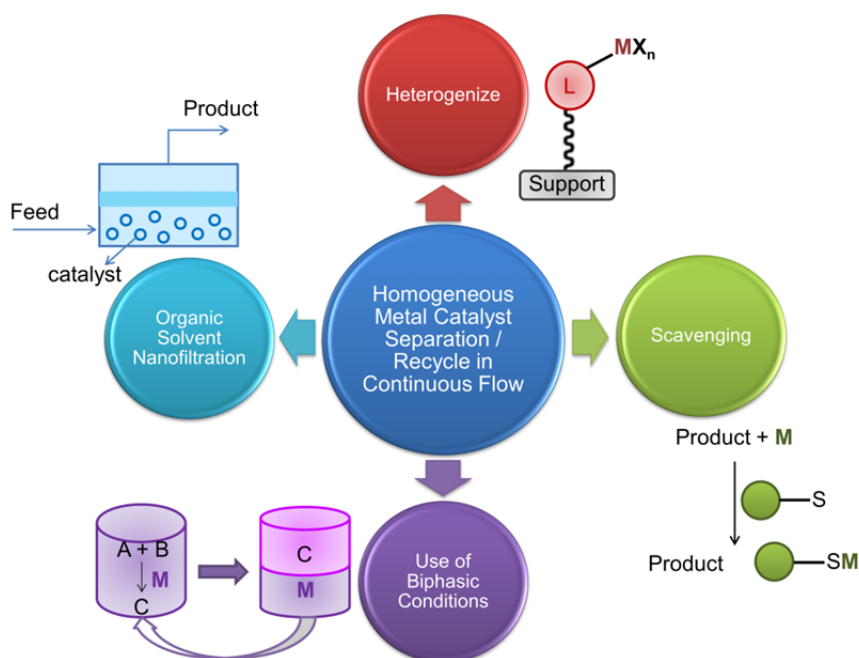 Heterogenize
MXn
L
Support
Product
Feed
catalyst
Organic
Solvent
Nanofiltration
Homogeneous
Metal Catalyst
Separation /
Recycle in
Continuous Flow
Scavenging
Product + M
S
Product
SM
A + B
M
C
C
M
Use of
Biphasic
Conditions